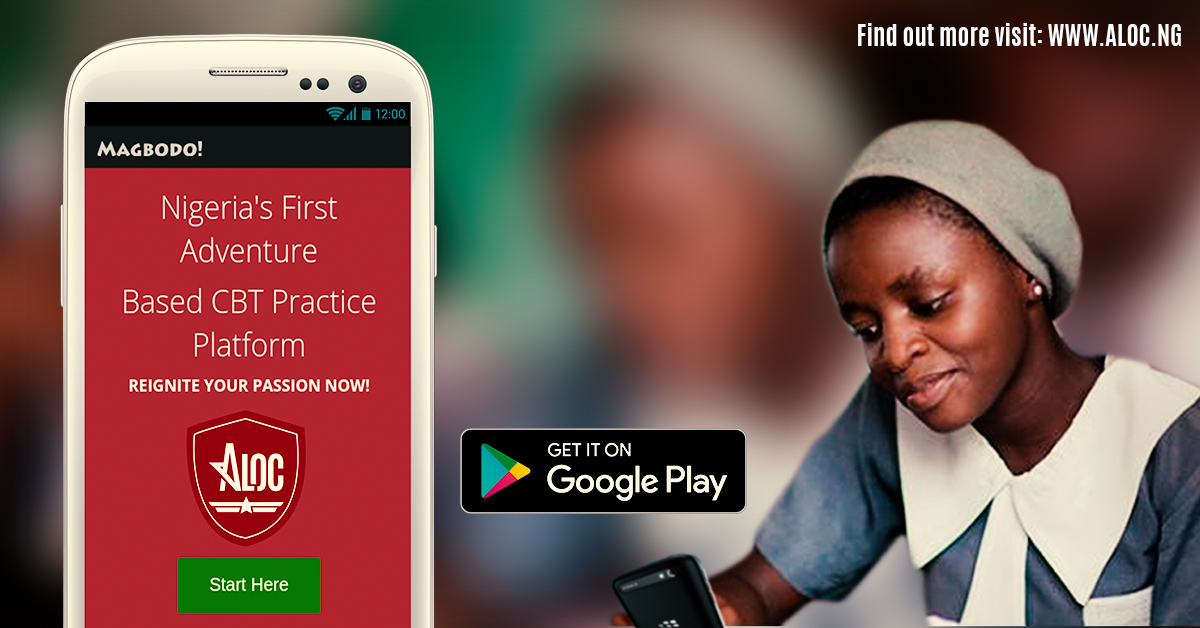 Find out more visit: WWW.ALOC.NG
12:00
MAGBODO!
Nigeria's First
Adventure
Based CBT Practice
Platform
REIGNITE YOUR PASSION NOW!
ALOC
Start Here
GET IT ON
Google Play